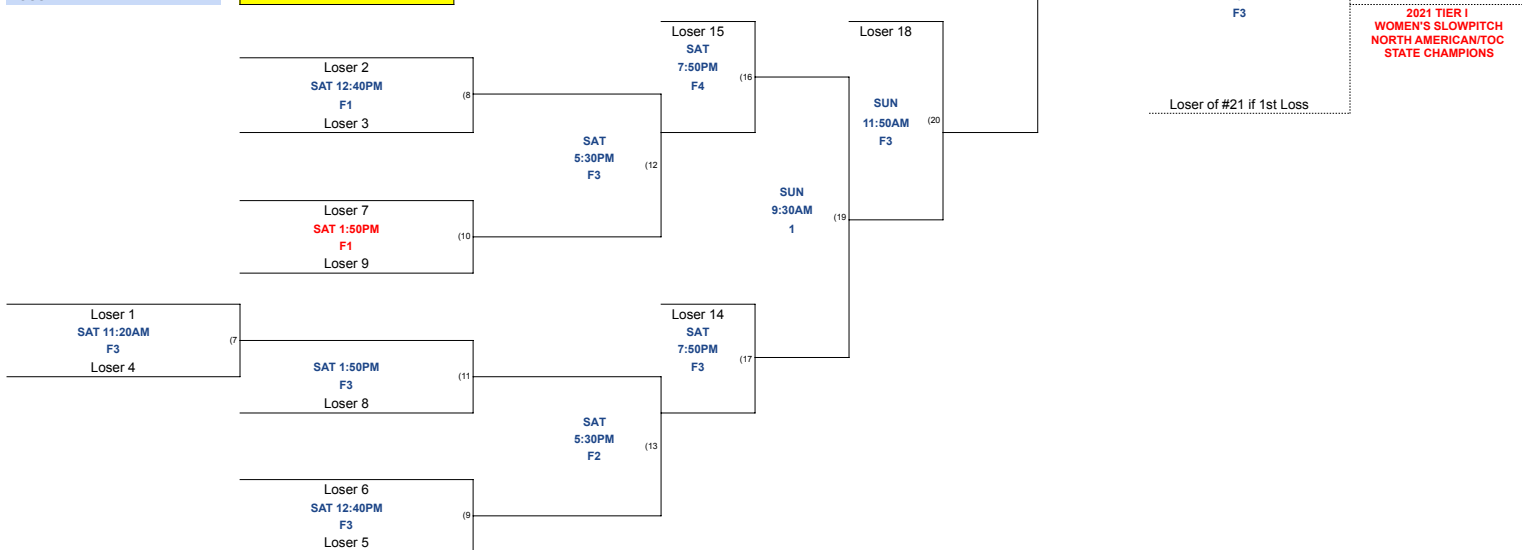 F3
2021 TIER I
WOMEN'S SLOWPITCH
NORTH AMERICAN/TOC
STATE CHAMPIONS
Loser of #21 if 1st Loss
Loser 15
SAT
7:50PM
F4
(16
Loser 18
SUN
11:50AM
F3
(20
Loser 2
SAT 12:40PM
F1
Loser 3
(8
SAT
5:30PM
F3
(12
SUN
9:30AM
1
(19
Loser 7
SAT 1:50PM
F1
Loser 9
(10
Loser 1
SAT 11:20AM
F3
Loser 4
(7
SAT 1:50PM
F3
Loser 8
(11
Loser 14
SAT
7:50PM
F3
(17
SAT
5:30PM
F2
(13
Loser 6
SAT 12:40PM
F3
Loser 5
(9